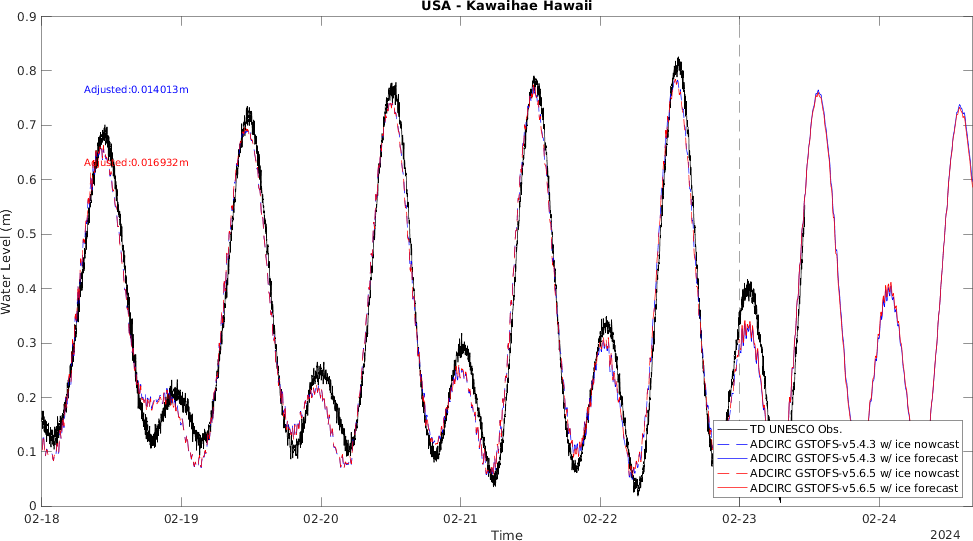 USA - Kawaihae Hawaii
0.9
0.8
0.7
0.6
0.5
0.4
0.3
0.2
0.1
0
Water Level (m)
Adjusted:0.014013m
Adjusted:0.016932m
TD UNESCO Obs.
ADCIRC GSTOFS-v5.4.3 w/ ice nowcast
ADCIRC GSTOFS-v5.4.3 w/ ice forecast
ADCIRC GSTOFS-v5.6.5 w/ ice nowcast
ADCIRC GSTOFS-v5.6.5 w/ ice forecast
02-18 02-19 02-20 02-21 02-22 02-23 02-24
Time
2024